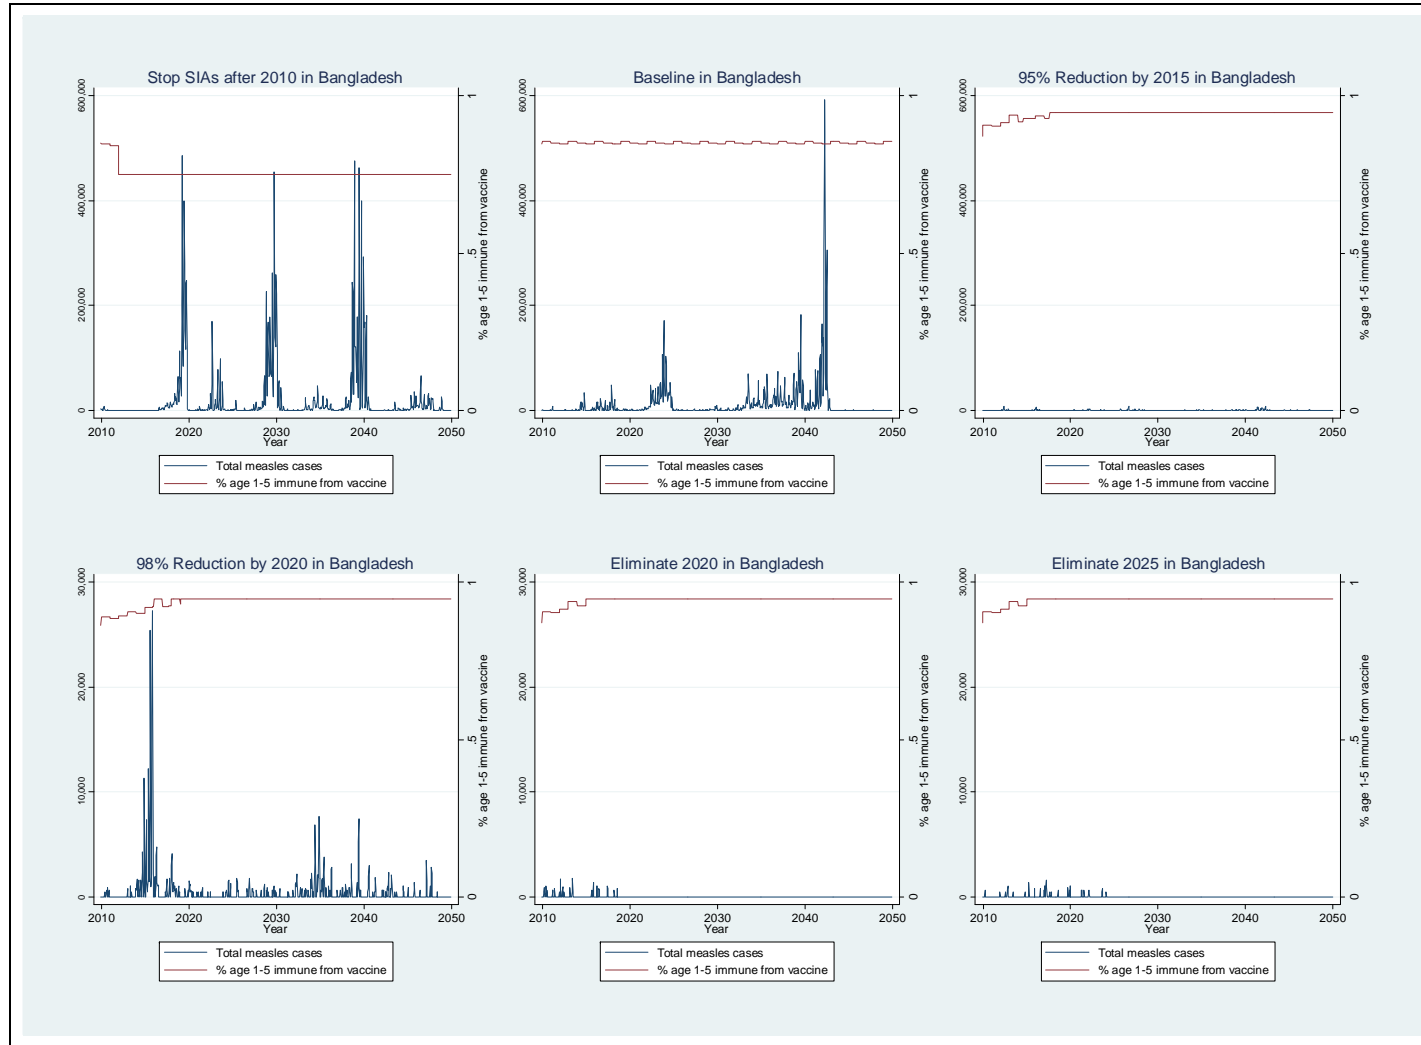 Stop SIAs after 2010 in Bangladesh
600,000
400,000
200,000
0
1
.5
0
% age 1-5 immune from vaccine
2010 2020 2030 2040 2050
Year
Total measles cases
% age 1-5 immune from vaccine
Baseline in Bangladesh
600,000
400,000
200,000
0
1
.5
0
% age 1-5 immune from vaccine
2010 2020 2030 2040 2050
Year
Total measles cases
% age 1-5 immune from vaccine
95% Reduction by 2015 in Bangladesh
600,000
400,000
200,000
0
1
.5
0
% age 1-5 immune from vaccine
2010 2020 2030 2040 2050
Year
Total measles cases
% age 1-5 immune from vaccine
98% Reduction by 2020 in Bangladesh
30,000
20,000
10,000
0
1
.5
0
% age 1-5 immune from vaccine
2010 2020 2030 2040 2050
Year
Total measles cases
% age 1-5 immune from vaccine
Eliminate 2020 in Bangladesh
30,000
20,000
10,000
0
1
.5
0
% age 1-5 immune from vaccine
2010 2020 2030 2040 2050
Year
Total measles cases
% age 1-5 immune from vaccine
Eliminate 2025 in Bangladesh
30,000
20,000
10,000
0
1
.5
0
% age 1-5 immune from vaccine
2010 2020 2030 2040 2050
Year
Total measles cases
% age 1-5 immune from vaccine